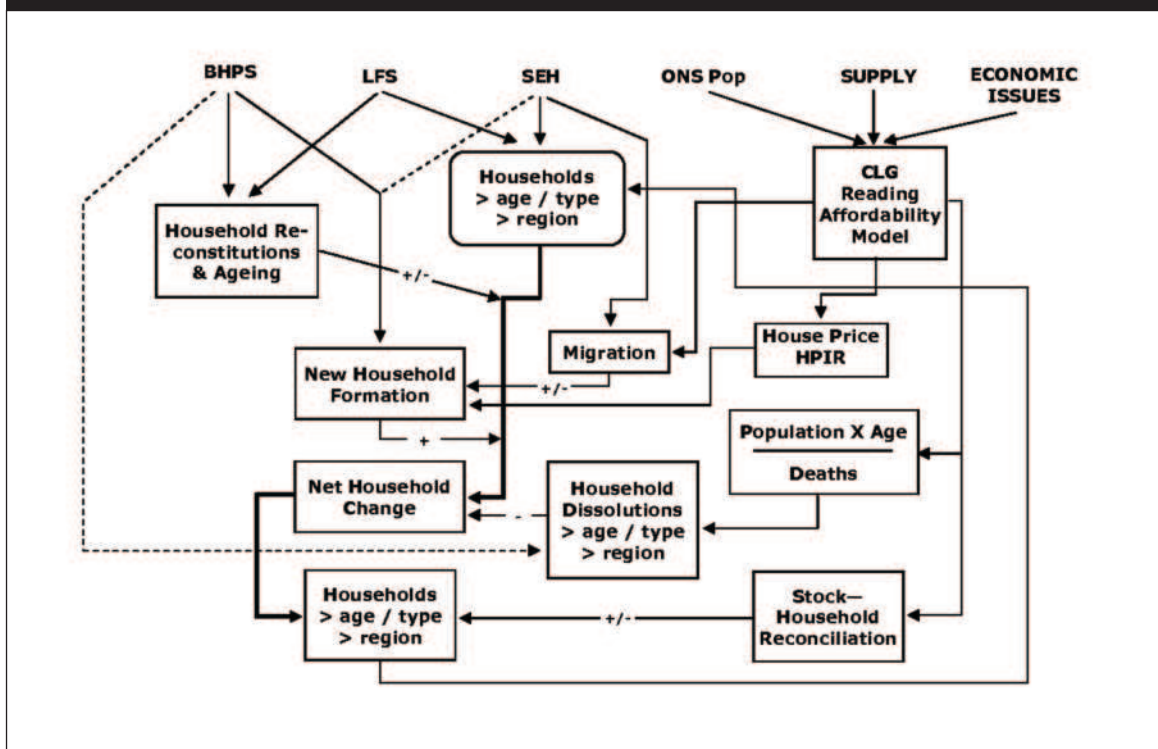 BHPS
LFS
SEH
ONS Pop
SUPPLY
ECONOMIC
ISSUES
Households
> age / type
> region
CLG
Reading
Affordability
Model
Household Re-
constitutions
& Ageing
+/-
Migration
House Price
HPIR
New Household
Formation
+/-
+
Population X Age
Deaths
Net Household
Change
-
Household
Dissolutions
> age / type
> region
Households
> age / type
> region
+/-
Stock—
Household
Reconciliation